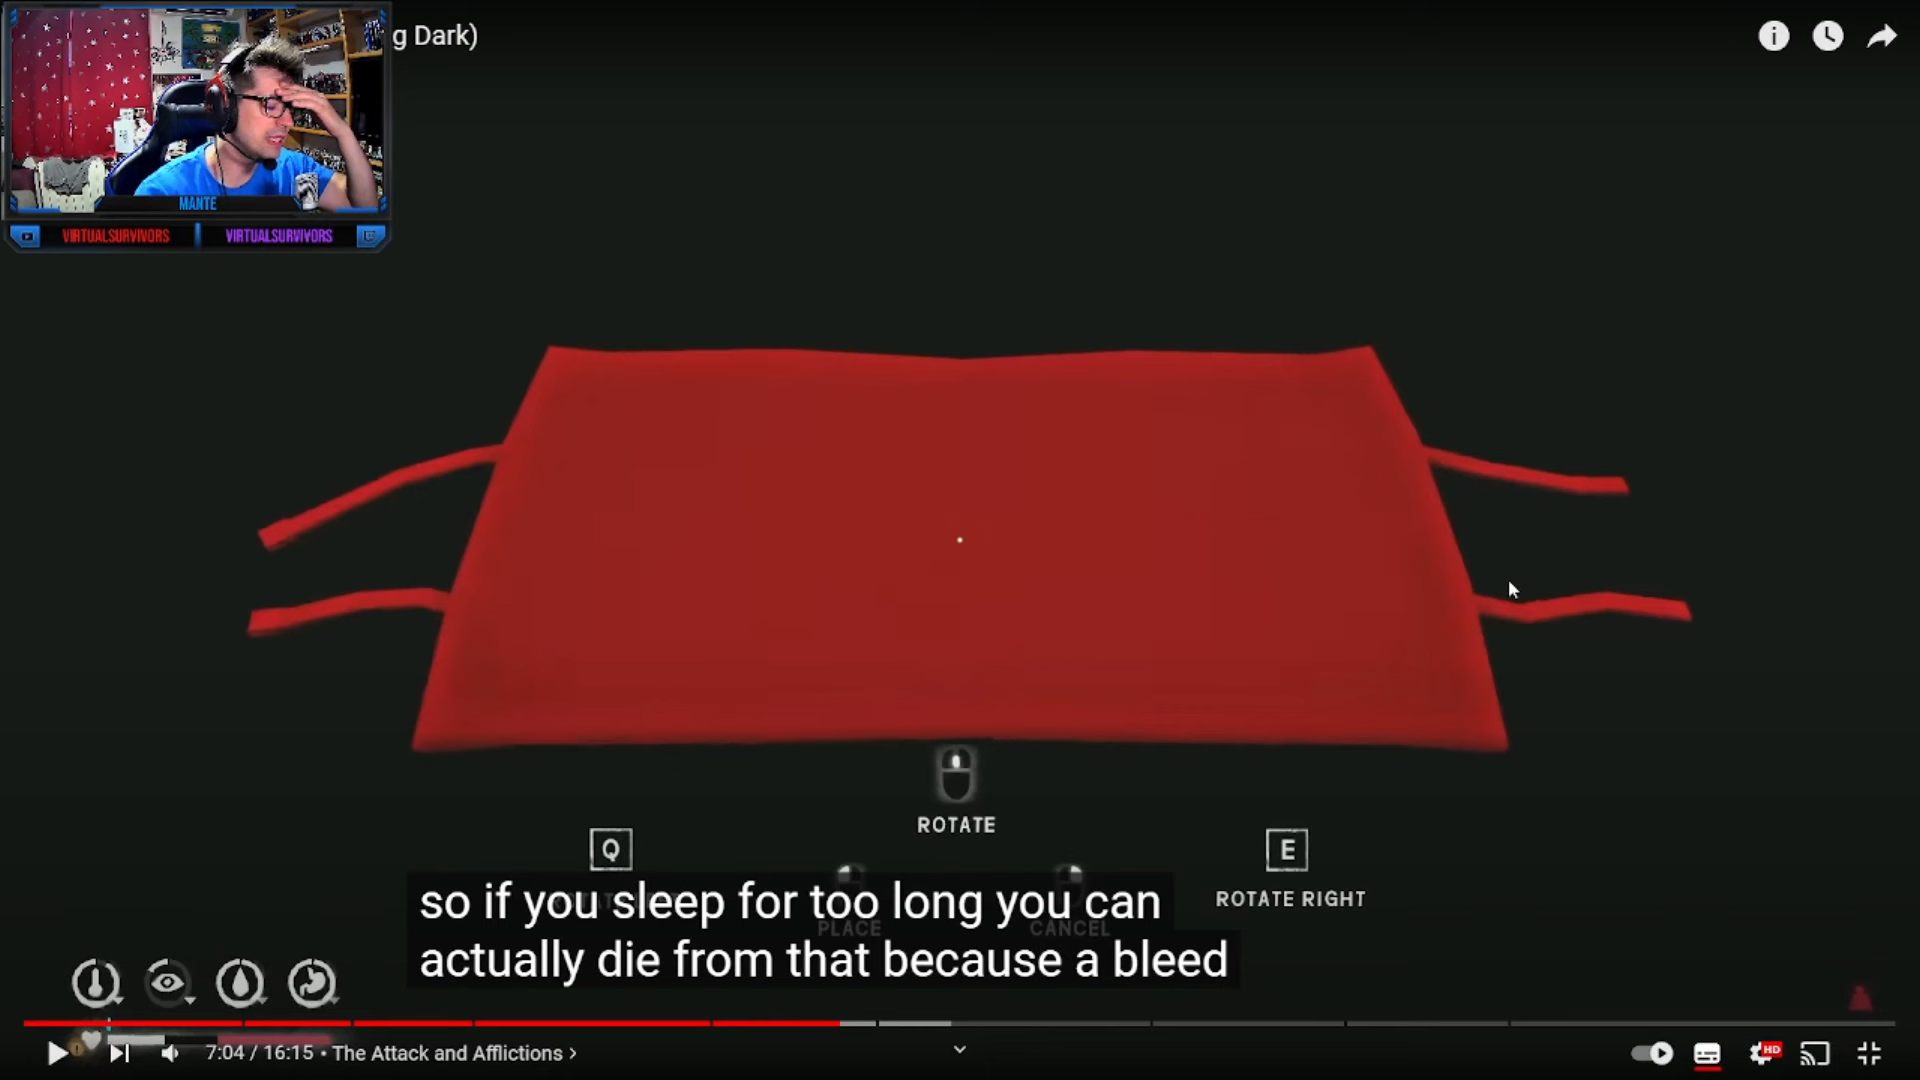 g Dark)
MANTE
VIRTUALSURVIVORS
VIRTUALSURVIVORS
ROTATE
Q
E
ROTATE RIGHT
so if you sleep for too long you can
PLACE
CANCEL
actually die from that because a bleed
7:04 / 16:15 • The Attack and Afflictions >
HD